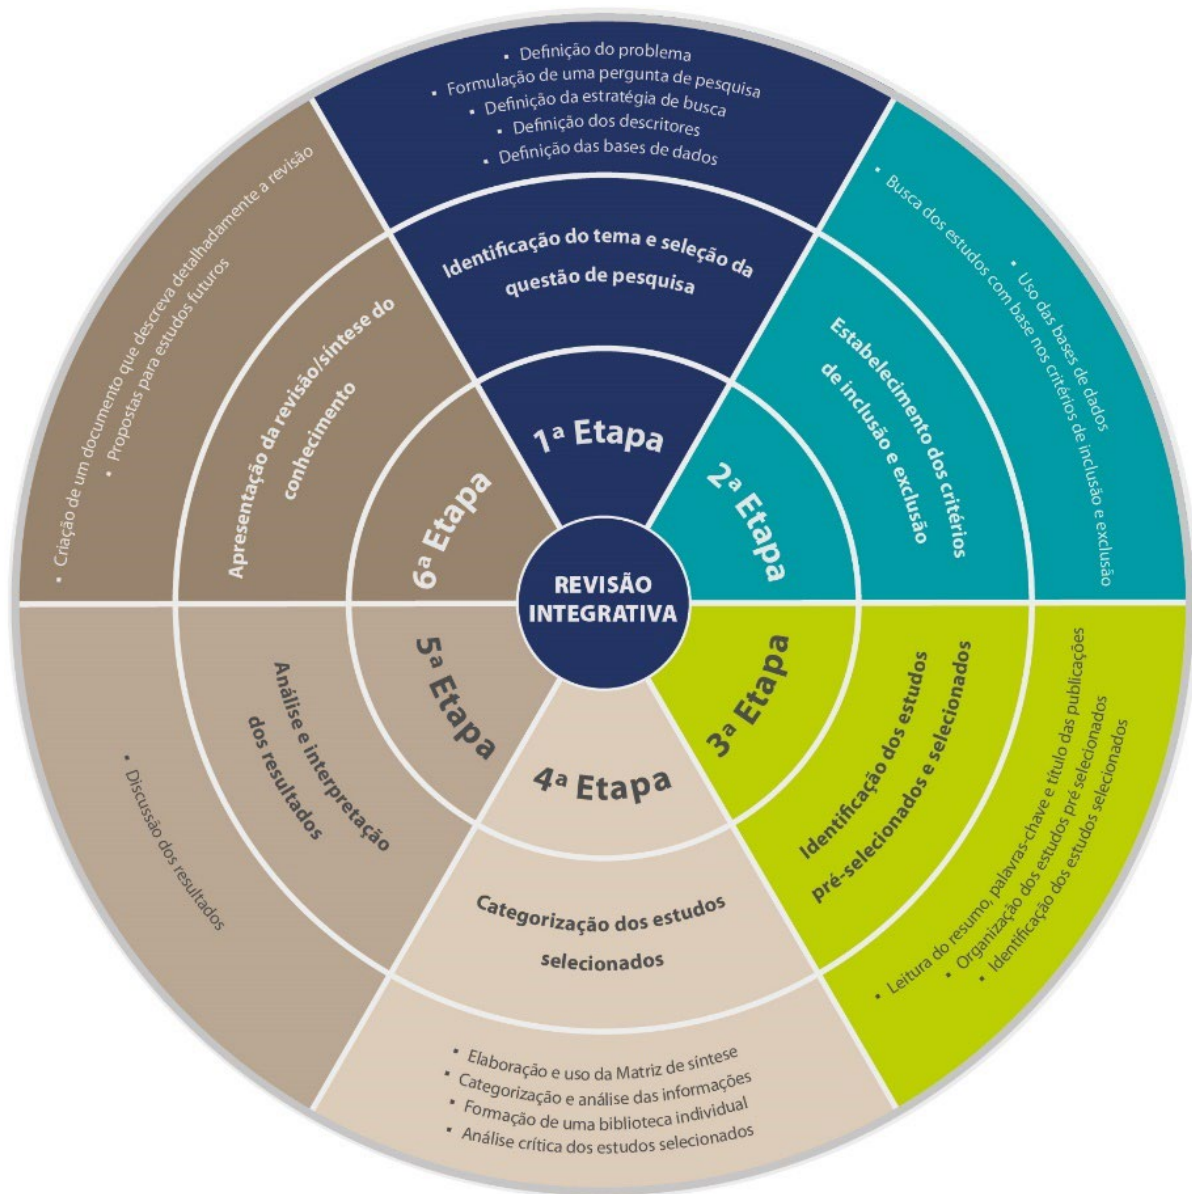 ▪ Definição do problema
▪ Formulação de uma pergunta de pesquisa
▪ Definição da estratégia de busca
▪ Definição dos descritores
▪ Definição das bases de dados
Identificação do tema e seleção da
questão de pesquisa
1ª Etapa
▪ Uso das bases de dados
▪ Busca dos estudos com base nos critérios de inclusão e exclusão
Estabelecimento dos critérios
de inclusão e exclusão
2ª Etapa
▪ Leitura do resumo, palavras-chave e título das publicações
▪ Organização dos estudos pré selecionados
▪ Identificação dos estudos selecionados
Identificação dos estudos
pré-selecionados e selecionados
3ª Etapa
4ª Etapa
Categorização dos estudos
selecionados
▪ Elaboração e uso da Matriz de síntese
▪ Categorização e análise das informações
▪ Formação de uma biblioteca individual
▪ Análise crítica dos estudos selecionados
5ª Etapa
Análise e interpretação
dos resultados
▪ Discussão dos resultados
6ª Etapa
Apresentação da revisão/síntese do
conhecimento
▪ Criação de um documento que descreva detalhadamente a revisão
▪ Propostas para estudos futuros
REVISÃO
INTEGRATIVA